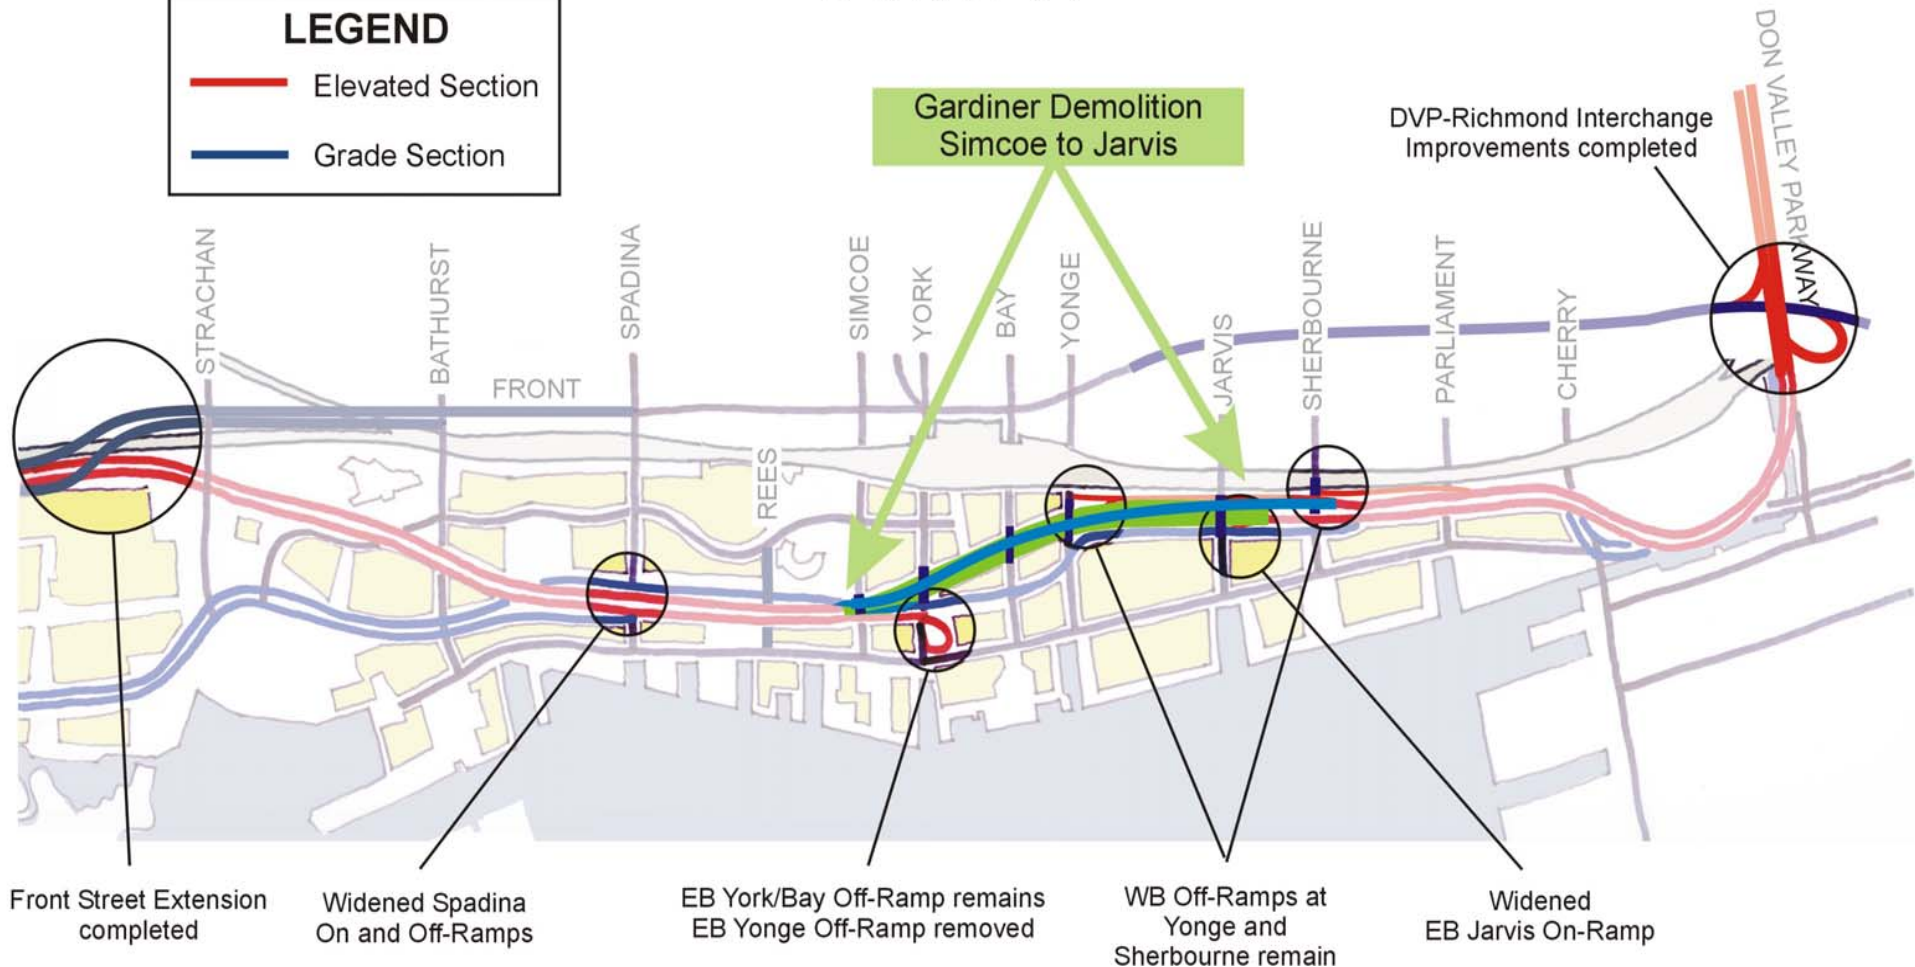 LEGEND
Elevated Section
Grade Section
Gardiner Demolition
Simcoe to Jarvis
DVP-Richmond Interchange
Improvements completed
DON VALLEY PARKWAY
STRACHAN
BATHURST
SPADINA
SIMCOE
YORK
BAY
YONGE
JARVIS
SHERBOURNE
PARLIAMENT
CHERRY
FRONT
REES
Front Street Extension
completed
Widened Spadina
On and Off-Ramps
EB York/Bay Off-Ramp remains
EB Yonge Off-Ramp removed
WB Off-Ramps at
Yonge and
Sherbourne remain
Widened
EB Jarvis On-Ramp